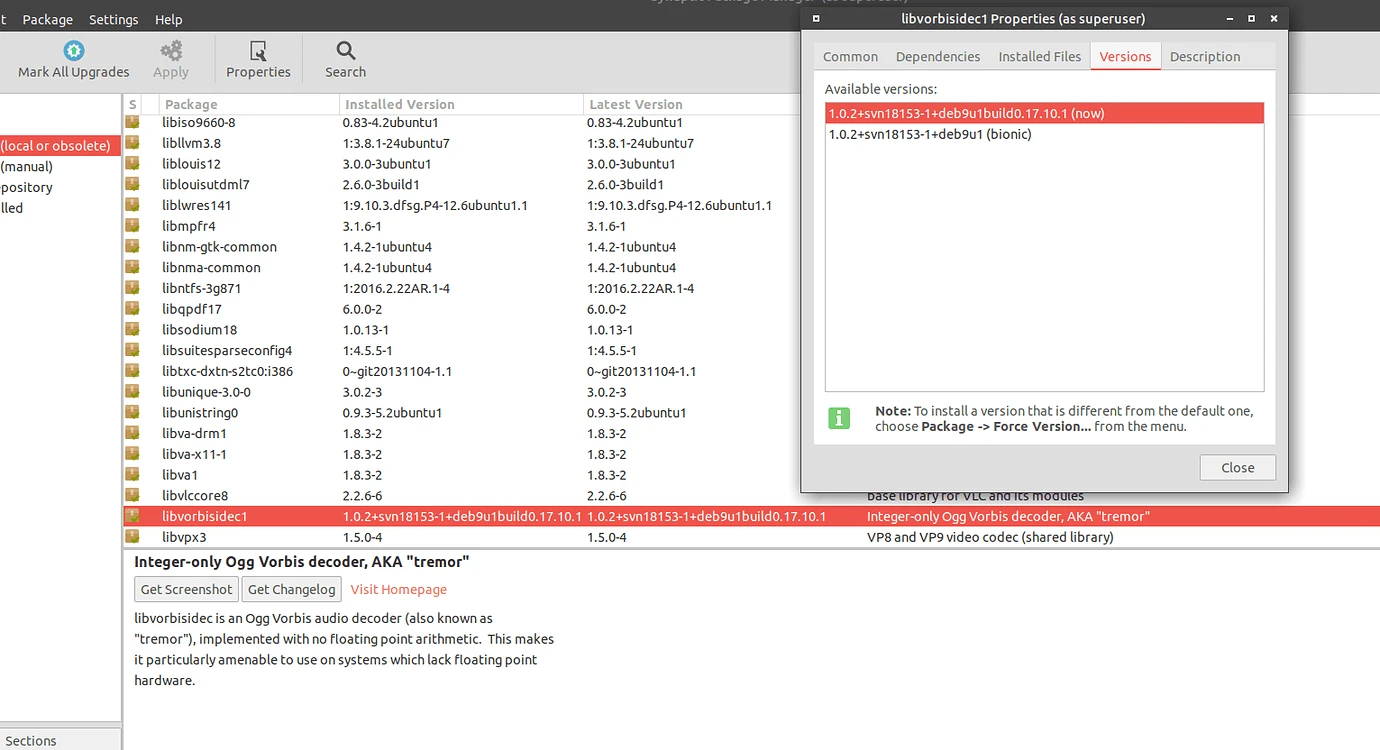 t Package Settings Help
libvorbisidec1 Properties (as superuser)
Mark All Upgrades Apply Properties Search
Common Dependencies Installed Files Versions Description
Available versions:
1.0.2+svn18153-1+deb9u1build0.17.10.1 (now)
1.0.2+svn18153-1+deb9u1 (bionic)
Note: To install a version that is different from the default one,
choose Package -> Force Version... from the menu.
Close
(local or obsolete)
(manual)
pository
lled
S Package Installed Version Latest Version
libiso9660-8 0.83-4.2ubuntu1 0.83-4.2ubuntu1
libllvm3.8 1:3.8.1-24ubuntu7 1:3.8.1-24ubuntu7
liblouis12 3.0.0-3ubuntu1 3.0.0-3ubuntu1
liblouisutdml7 2.6.0-3build1 2.6.0-3build1
liblwres141 1:9.10.3.dfsg.P4-12.6ubuntu1.1 1:9.10.3.dfsg.P4-12.6ubuntu1.1
libmpfr4 3.1.6-1 3.1.6-1
libnm-gtk-common 1.4.2-1ubuntu4 1.4.2-1ubuntu4
libnma-common 1.4.2-1ubuntu4 1.4.2-1ubuntu4
libntfs-3g871 1:2016.2.22AR.1-4 1:2016.2.22AR.1-4
libqpdf17 6.0.0-2 6.0.0-2
libsodium18 1.0.13-1 1.0.13-1
libsuitesparseconfig4 1:4.5.5-1 1:4.5.5-1
libtxc-dxtn-s2tc0:i386 0~git20131104-1.1 0~git20131104-1.1
libunique-3.0-0 3.0.2-3 3.0.2-3
libunistring0 0.9.3-5.2ubuntu1 0.9.3-5.2ubuntu1
libva-drm1 1.8.3-2 1.8.3-2
libva-x11-1 1.8.3-2 1.8.3-2
libva1 1.8.3-2 1.8.3-2
libvlccore8 2.2.6-6 2.2.6-6 base library for VLC and its modules
libvorbisidec1 1.0.2+svn18153-1+deb9u1build0.17.10.1 1.0.2+svn18153-1+deb9u1build0.17.10.1 Integer-only Ogg Vorbis decoder, AKA "tremor"
libvpx3 1.5.0-4 1.5.0-4 VP8 and VP9 video codec (shared library)
Integer-only Ogg Vorbis decoder, AKA "tremor"
Get Screenshot Get Changelog Visit Homepage
libvorbisidec is an Ogg Vorbis audio decoder (also known as
"tremor"), implemented with no floating point arithmetic. This makes
it particularly amenable to use on systems which lack floating point
hardware.
Sections